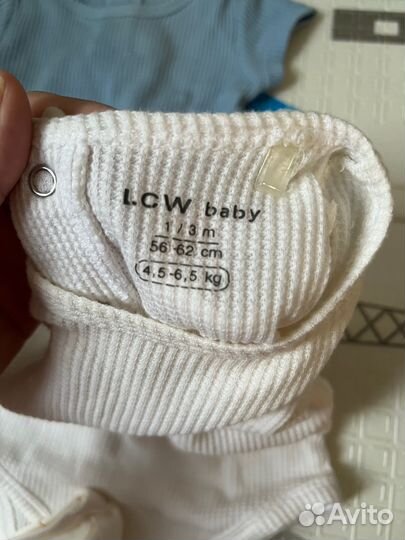 LCW baby
1 / 3 m
56-62 cm
4,5-6,5 kg
Avito